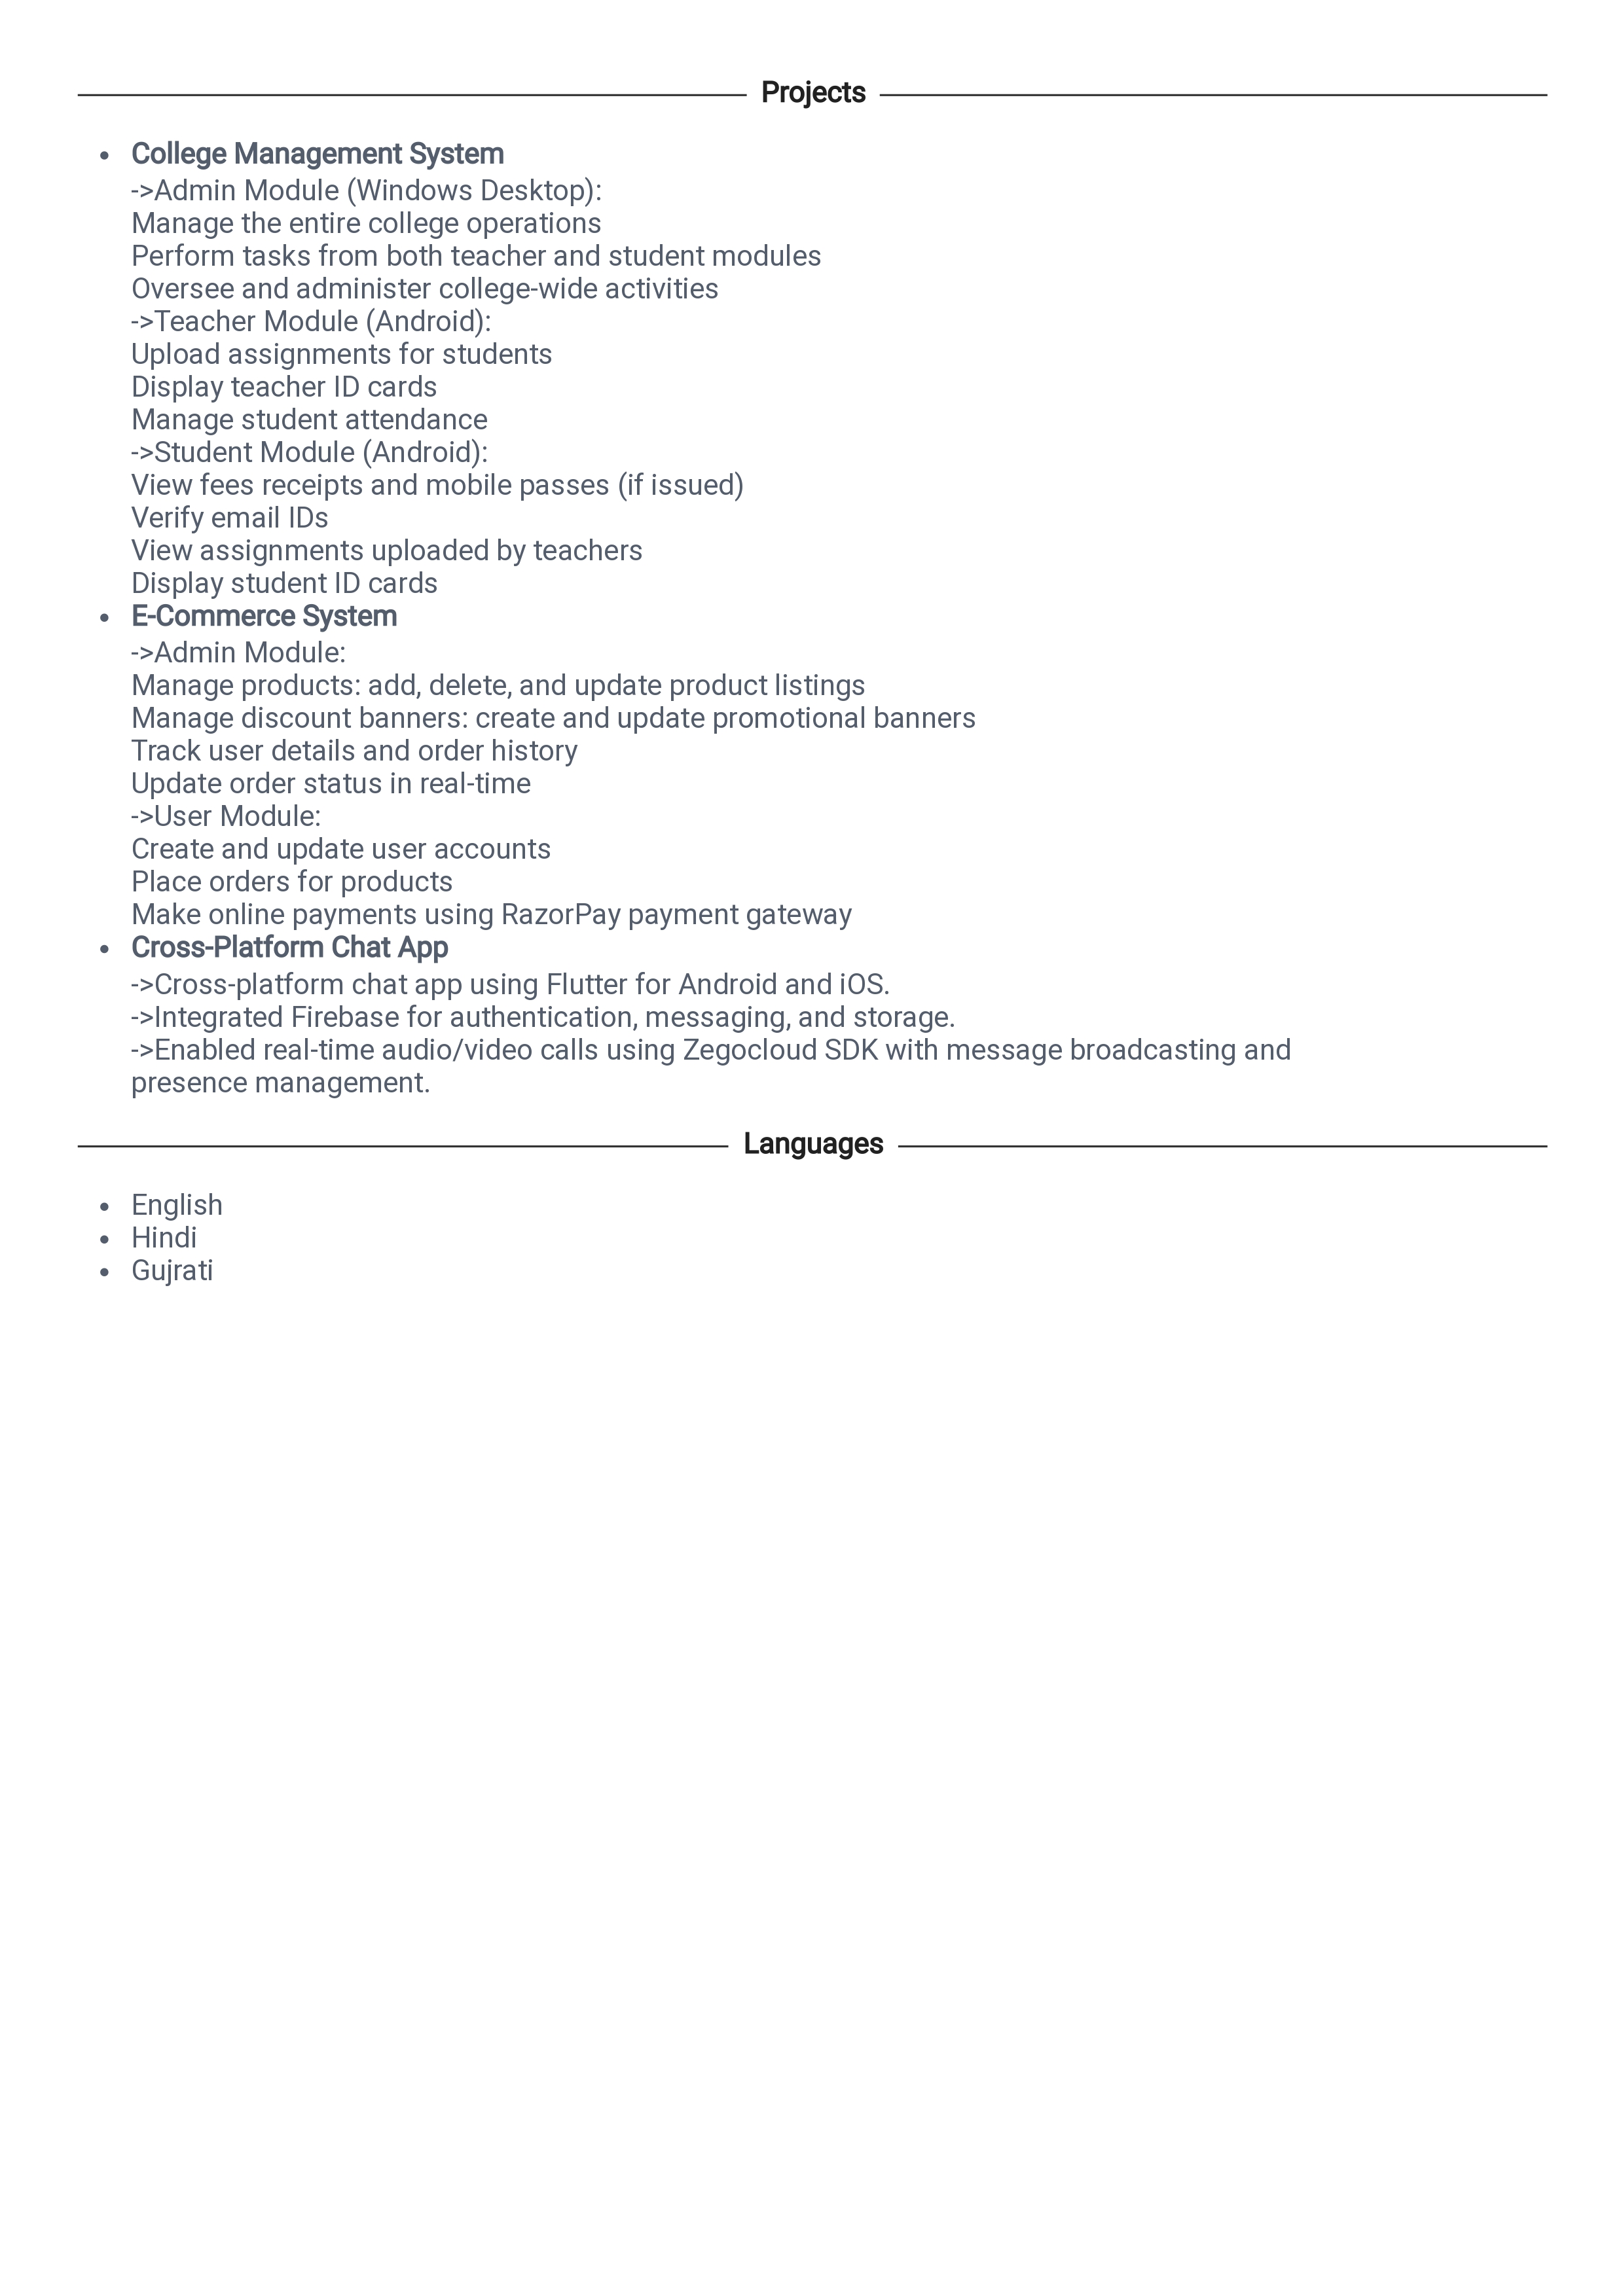 Projects
College Management System
->Admin Module (Windows Desktop):
Manage the entire college operations
Perform tasks from both teacher and student modules
Oversee and administer college-wide activities
->Teacher Module (Android):
Upload assignments for students
Display teacher ID cards
Manage student attendance
->Student Module (Android):
View fees receipts and mobile passes (if issued)
Verify email IDs
View assignments uploaded by teachers
Display student ID cards
E-Commerce System
->Admin Module:
Manage products: add, delete, and update product listings
Manage discount banners: create and update promotional banners
Track user details and order history
Update order status in real-time
->User Module:
Create and update user accounts
Place orders for products
Make online payments using RazorPay payment gateway
Cross-Platform Chat App
->Cross-platform chat app using Flutter for Android and iOS.
->Integrated Firebase for authentication, messaging, and storage.
->Enabled real-time audio/video calls using Zegocloud SDK with message broadcasting and
presence management.
Languages
English
Hindi
Gujrati